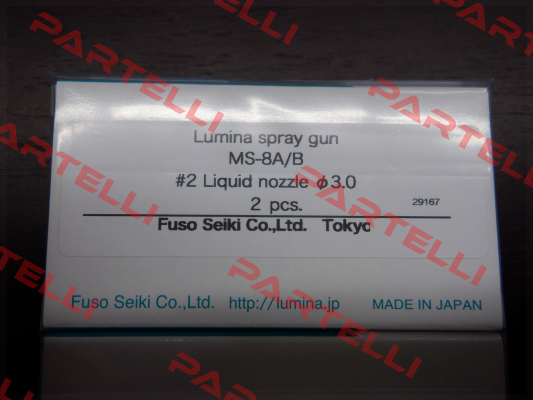 Lumina spray gun
MS-8A/B
#2 Liquid nozzle ϕ3.0
2 pcs.
29167
Fuso Seiki Co.,Ltd. Tokyo
Fuso Seiki Co.,Ltd. http://lumina.jp MADE IN JAPAN
PARTELLI
PARTELLI
PARTELLI
PARTELLI
PARTELLI
PARTELLI